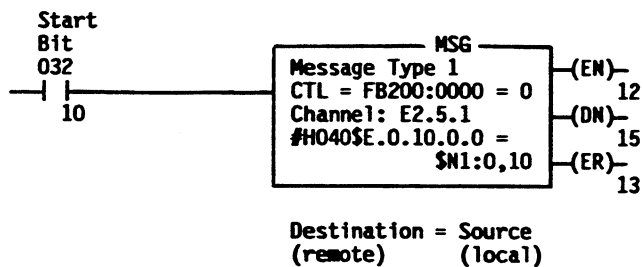 Start
Bit
032
10
MSG
Message Type 1
CTL = FB200:0000 = 0
Channel: E2.5.1
#H040$E.0.10.0.0 =
$N1:0,10
(EN)
12
(DN)
15
(ER)
13
Destination = Source
(remote) (local)